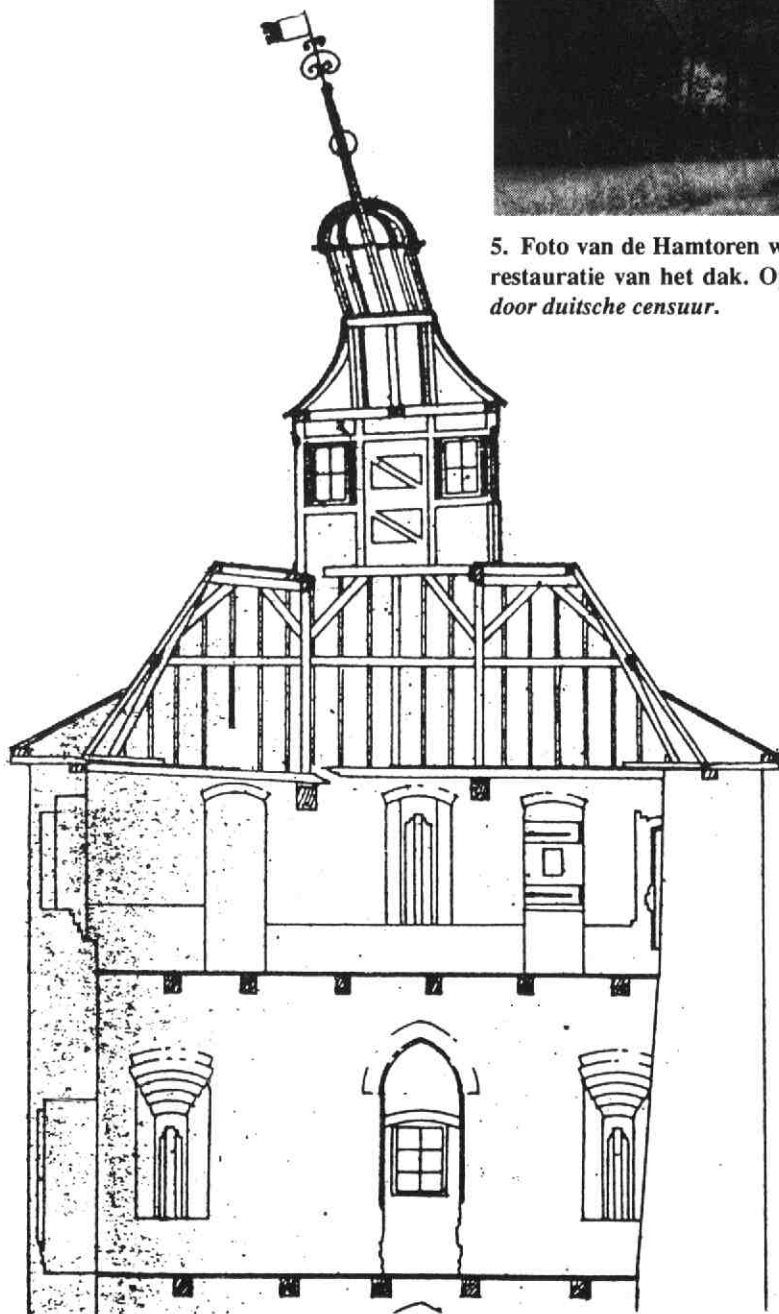 5. Foto van de Hamtoren
restauratie van het dak.
door duitsche censuur.